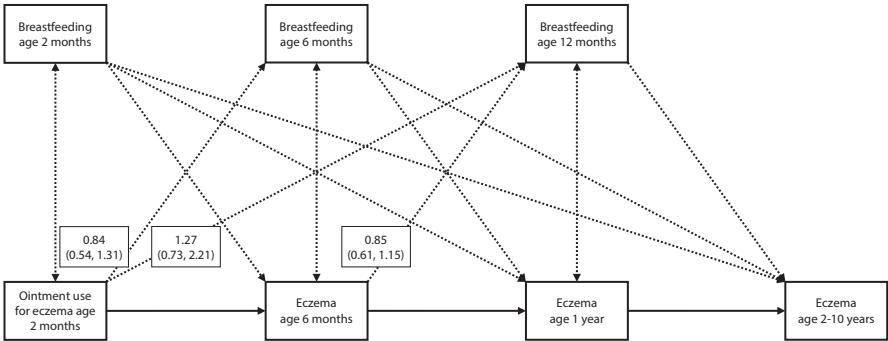 Breastfeeding
age 2 months
Breastfeeding
age 6 months
Breastfeeding
age 12 months
0.84
(0.54, 1.31)
1.27
(0.73, 2.21)
0.85
(0.61, 1.15)
Ointment use
for eczema age
2 months
Eczema
age 6 months
Eczema
age 1 year
Eczema
age 2-10 years